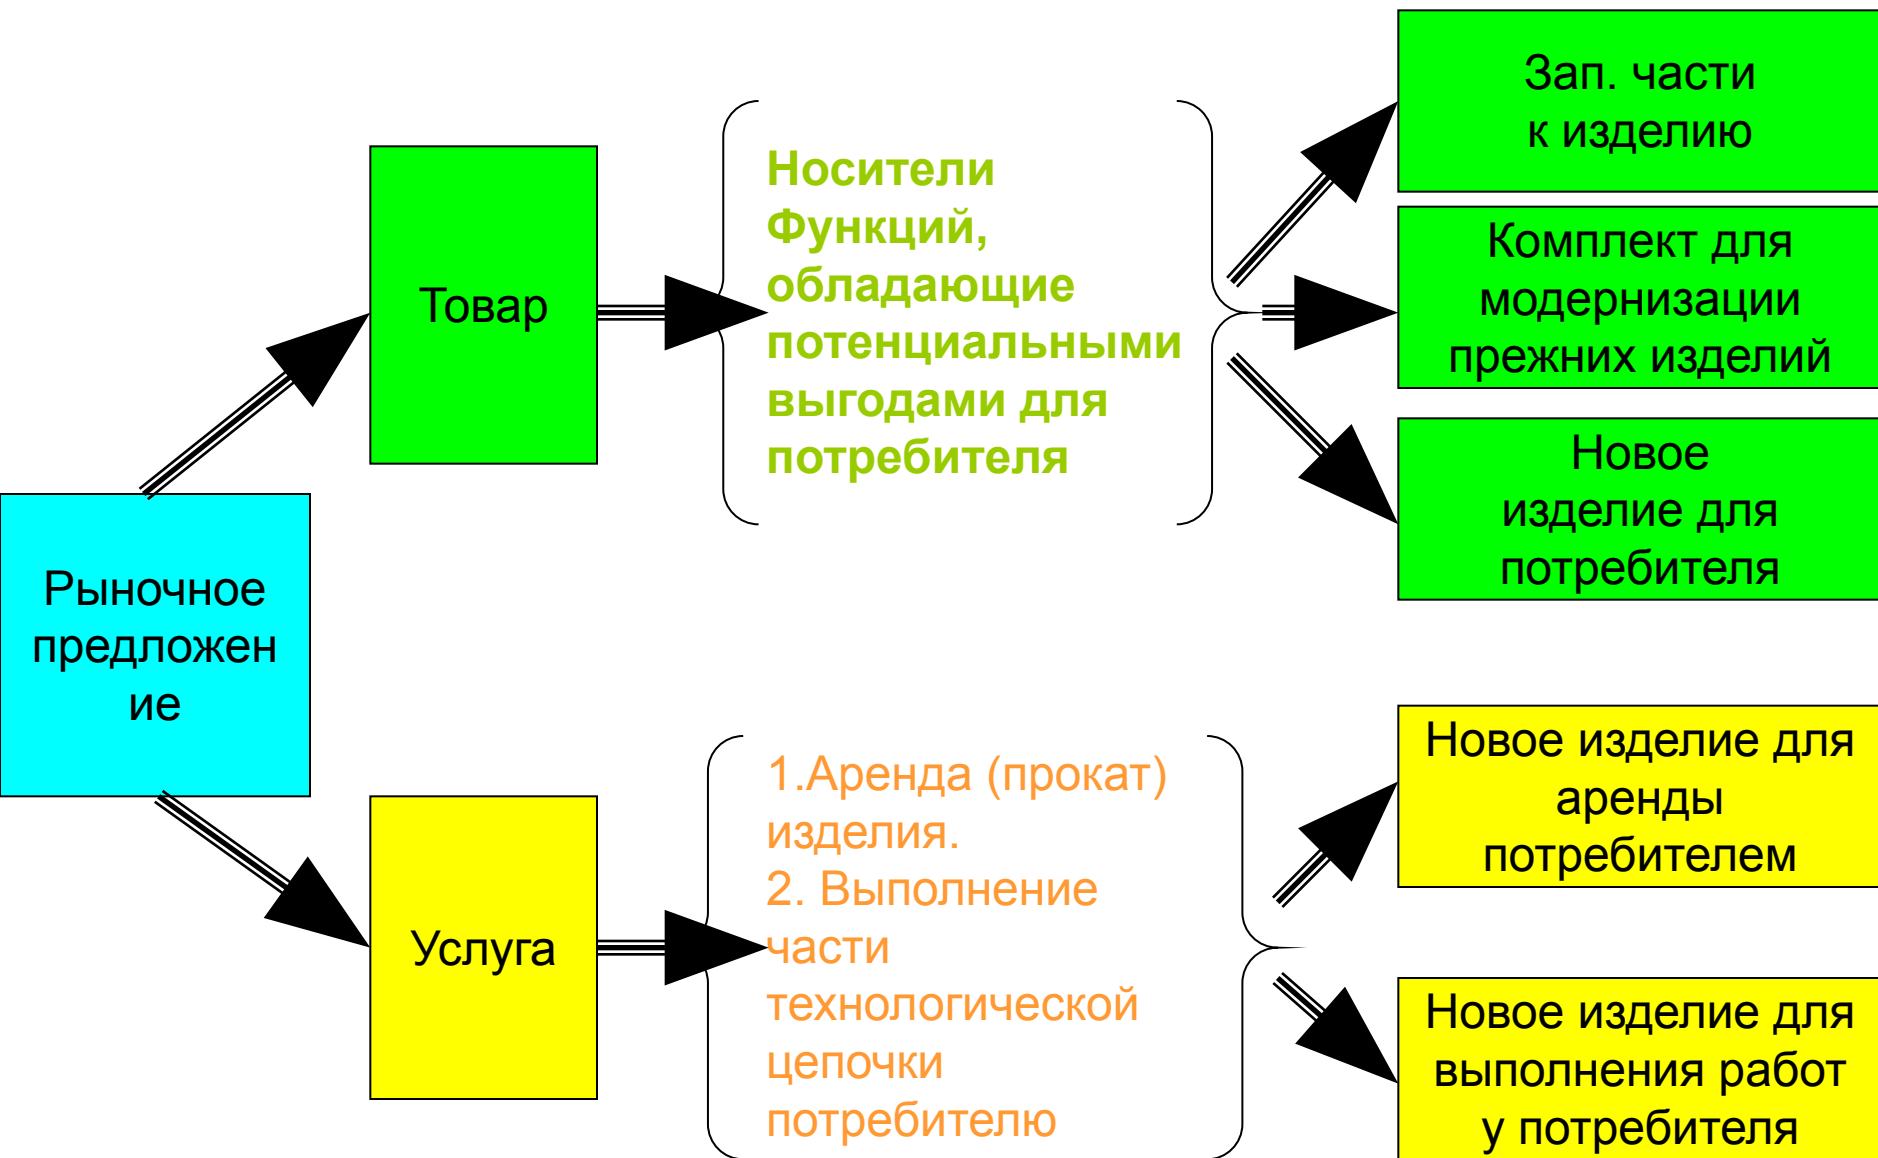 Рыночное
предложен
ие
Товар
Носители
Функций,
обладающие
потенциальными
выгодами для
потребителя
Зап. части
к изделию
Комплект для
модернизации
прежних изделий
Новое
изделие для
потребителя
Услуга
1.Аренда (прокат)
изделия.
2. Выполнение
части
технологической
цепочки
потребителю
Новое изделие для
аренды
потребителем
Новое изделие для
выполнения работ
у потребителя